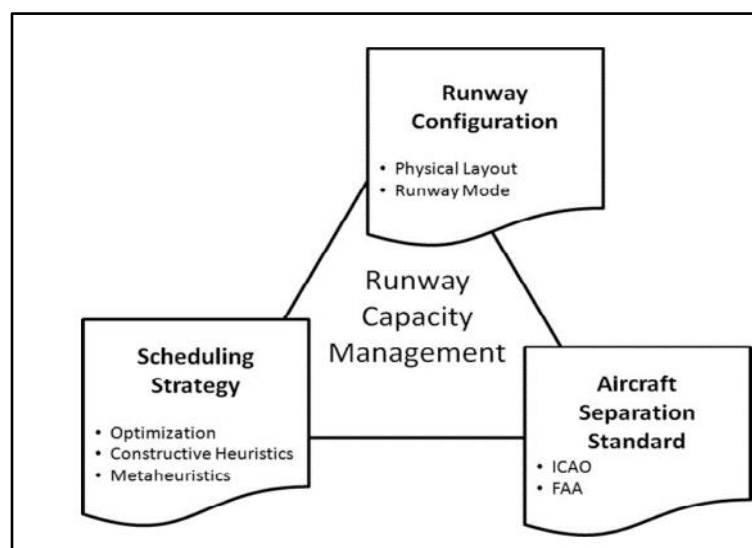 Runway
Configuration
• Physical Layout
• Runway Mode
Runway
Capacity
Management
Scheduling
Strategy
• Optimization
• Constructive Heuristics
• Metaheuristics
Aircraft
Separation
Standard
• ICAO
• FAA